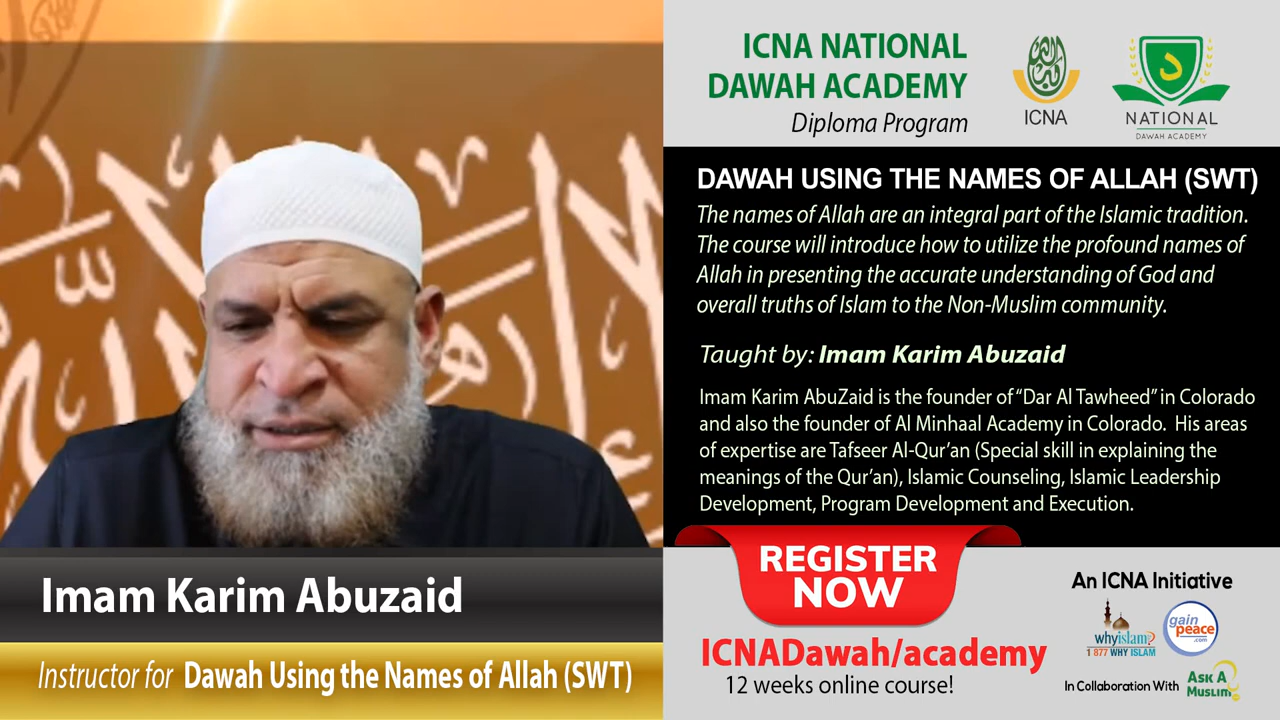 Imam Karim Abuzaid
Instructor for Dawah Using the Names of Allah (SWT)
ICNA NATIONAL
DAWAH ACADEMY
Diploma Program
ICNA
NATIONAL
DAWAH ACADEMY
DAWAH USING THE NAMES OF ALLAH (SWT)
The names of Allah are an integral part of the Islamic tradition.
The course will introduce how to utilize the profound names of
Allah in presenting the accurate understanding of God and
overall truths of Islam to the Non-Muslim community.
Taught by: Imam Karim Abuzaid
Imam Karim AbuZaid is the founder of “Dar Al Tawheed” in Colorado
and also the founder of Al Minhaal Academy in Colorado. His areas
of expertise are Tafseer Al-Qur’an (Special skill in explaining the
meanings of the Qur’an), Islamic Counseling, Islamic Leadership
Development, Program Development and Execution.
REGISTER
NOW
ICNADawah/academy
12 weeks online course!
An ICNA Initiative
whyislam?
1 877 WHY ISLAM
gain
peace
.com
In Collaboration With
ASK A
MUSLIM?